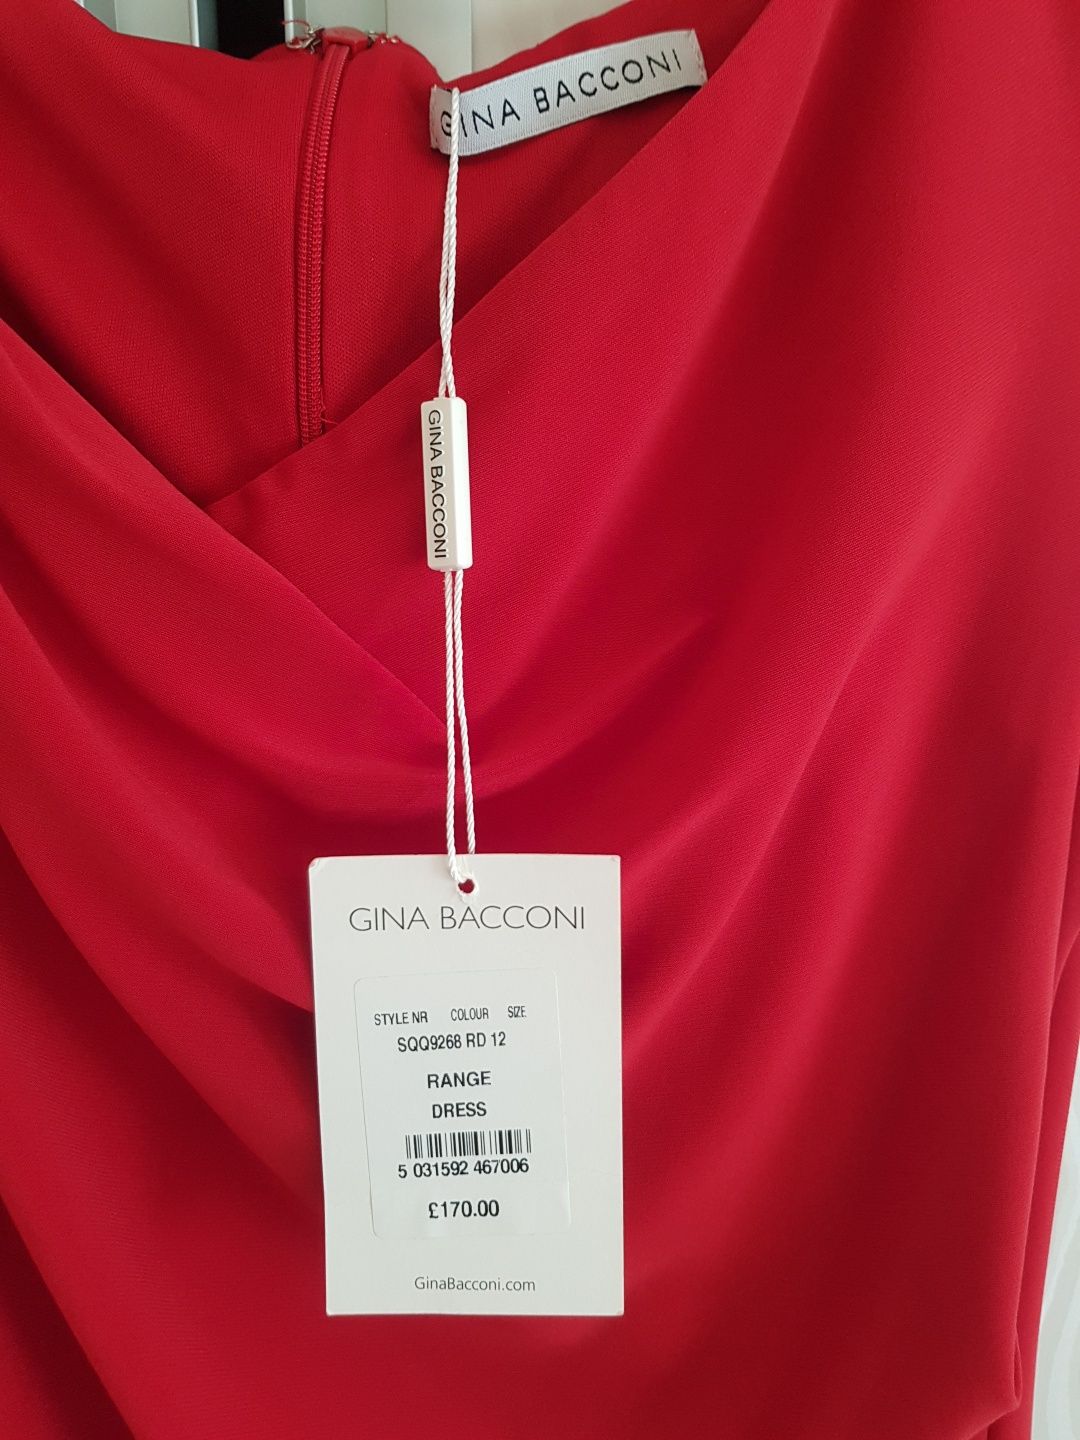 GINA BACCONI
GINA BACCONI
GINA BACCONI
STYLE NR COLOUR SIZE
SQQ9268 RD 12
RANGE
DRESS
5 031592 467006
£170.00
GinaBacconi.com